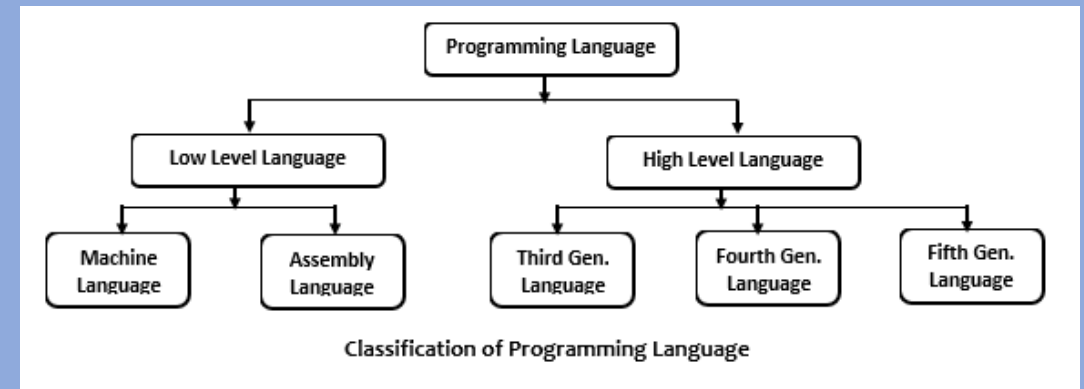 Programming Language
Low Level Language
High Level Language
Machine
Language
Assembly
Language
Third Gen.
Language
Fourth Gen.
Language
Fifth Gen.
Language
Classification of Programming Language